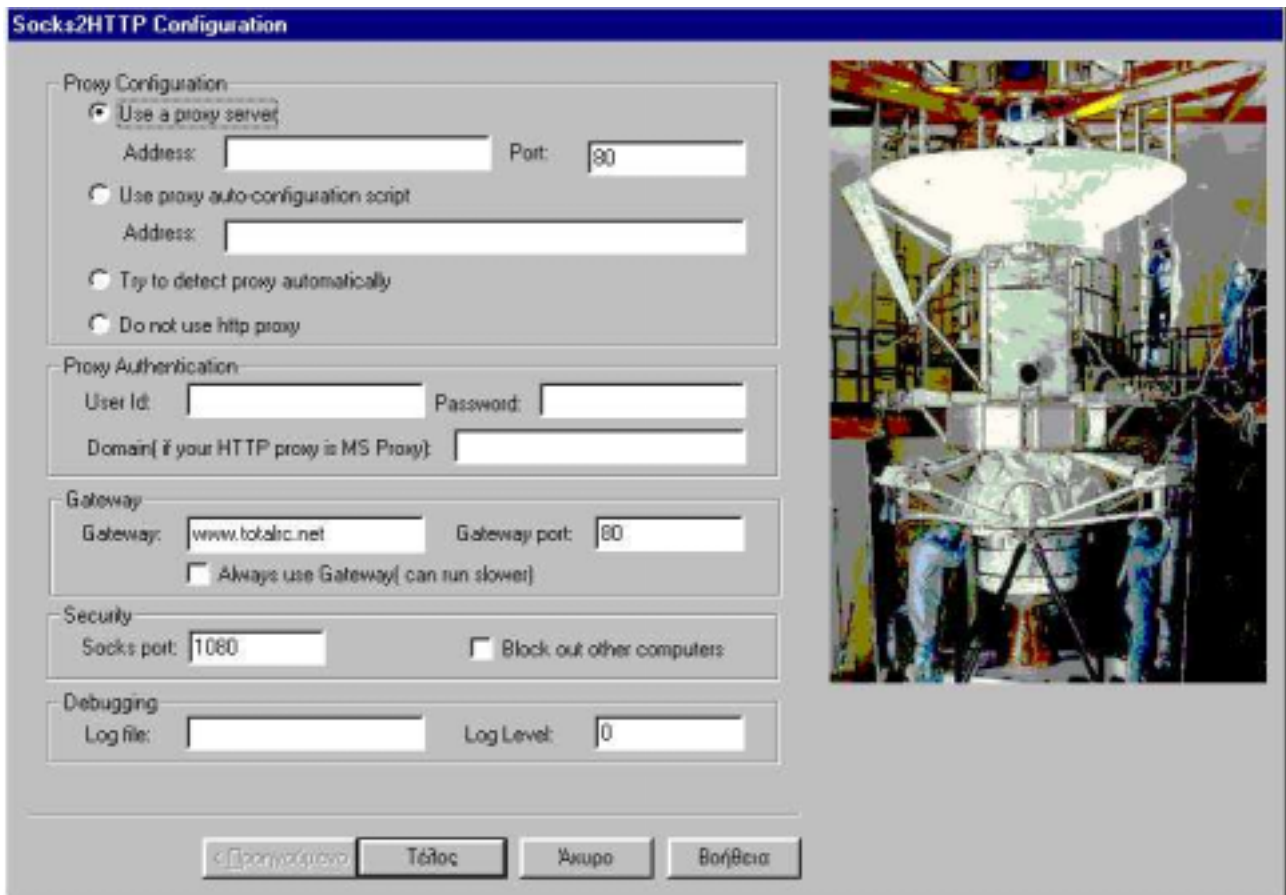 Socks2HTTP Configuration
Proxy Configuration
Use a proxy server
Address: Port: 80
Use proxy auto-configuration script
Address:
Try to detect proxy automatically
Do not use http proxy
Proxy Authentication
User Id: Password:
Domain( if your HTTP proxy is MS Proxy):
Gateway
Gateway: www.totalrc.net Gateway port: 80
Always use Gateway( can run slower)
Security
Socks port: 1080 Block out other computers
Debugging
Log file: Log Level: 0
< Προηγούμενο Τέλος Άκυρο Βοήθεια